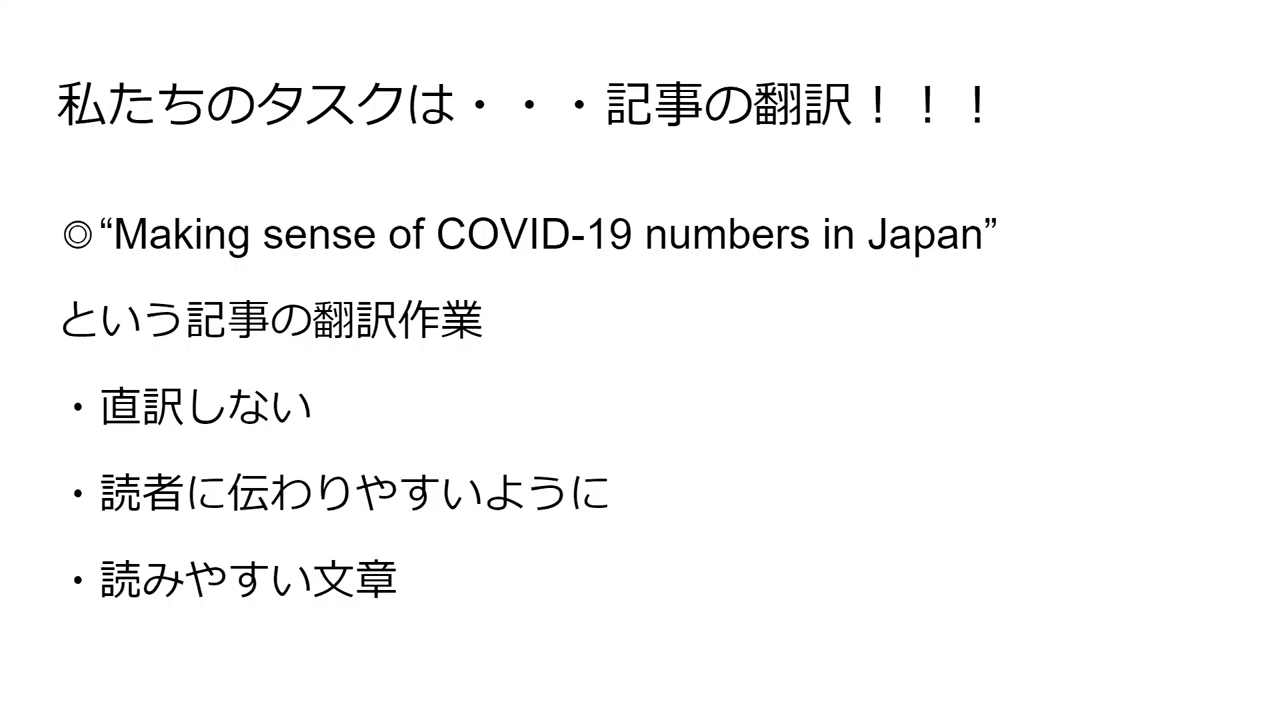 私たちのタスクは・・・記事の翻訳！！！
◎“Making sense of COVID-19 numbers in Japan”
という記事の翻訳作業
・直訳しない
・読者に伝わりやすいように
・読みやすい文章